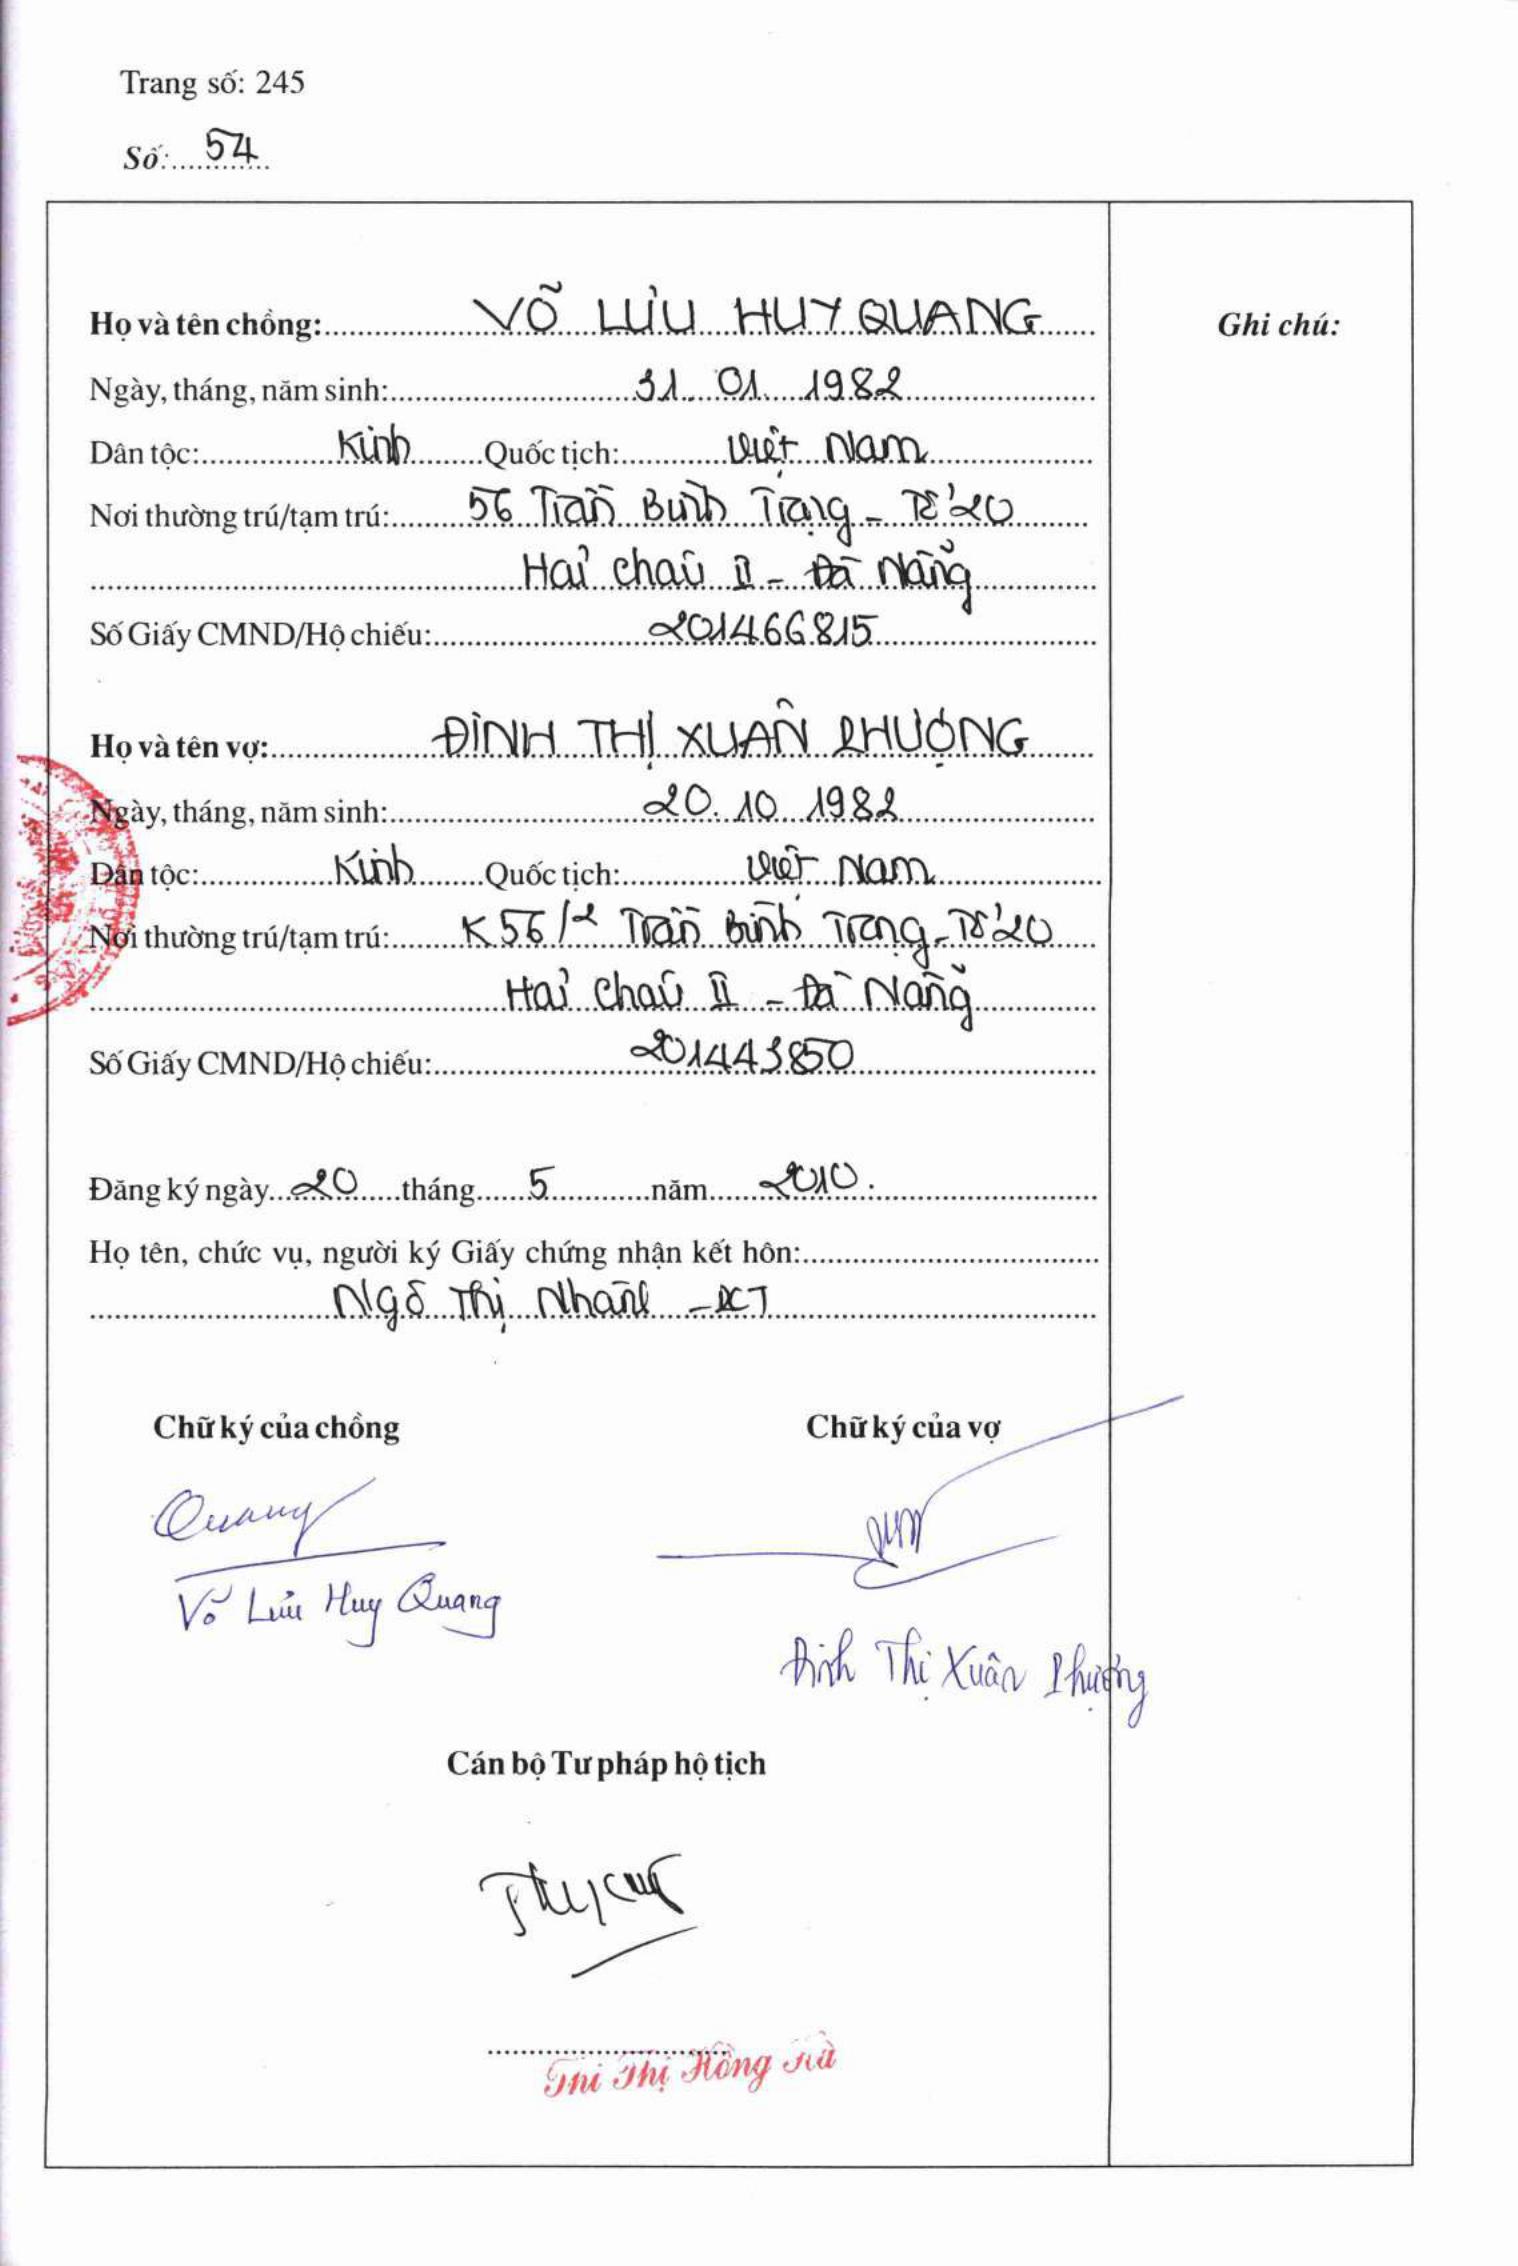 Trang số: 245
Số: 54
Họ và tên chồng: VÕ LƯU HUY QUANG
Ghi chú:
Ngày, tháng, năm sinh: 31. 01. 1982
Dân tộc: Kinh Quốc tịch: Việt Nam
Nơi thường trú/tạm trú: 56 Trần Bình Trọng - Tổ 20
Hải Châu II - Đà Nẵng
Số Giấy CMND/Hộ chiếu: 201466815
Họ và tên vợ: ĐINH THỊ XUÂN PHƯỢNG
Ngày, tháng, năm sinh: 20. 10 1982
Dân tộc: Kinh Quốc tịch: Việt Nam
Nơi thường trú/tạm trú: K56/2 Trần Bình Trọng - Tổ 20
Hải Châu II - Đà Nẵng
Số Giấy CMND/Hộ chiếu: 201443850
Đăng ký ngày 20 tháng 5 năm 2010.
Họ tên, chức vụ, người ký Giấy chứng nhận kết hôn:
Ngô Thị Nhàn - PCT
Chữ ký của chồng
Chữ ký của vợ
Quang
Võ Lưu Huy Quang
Đinh Thị Xuân Phượng
Cán bộ Tư pháp hộ tịch
Thi Thị Hồng Hà